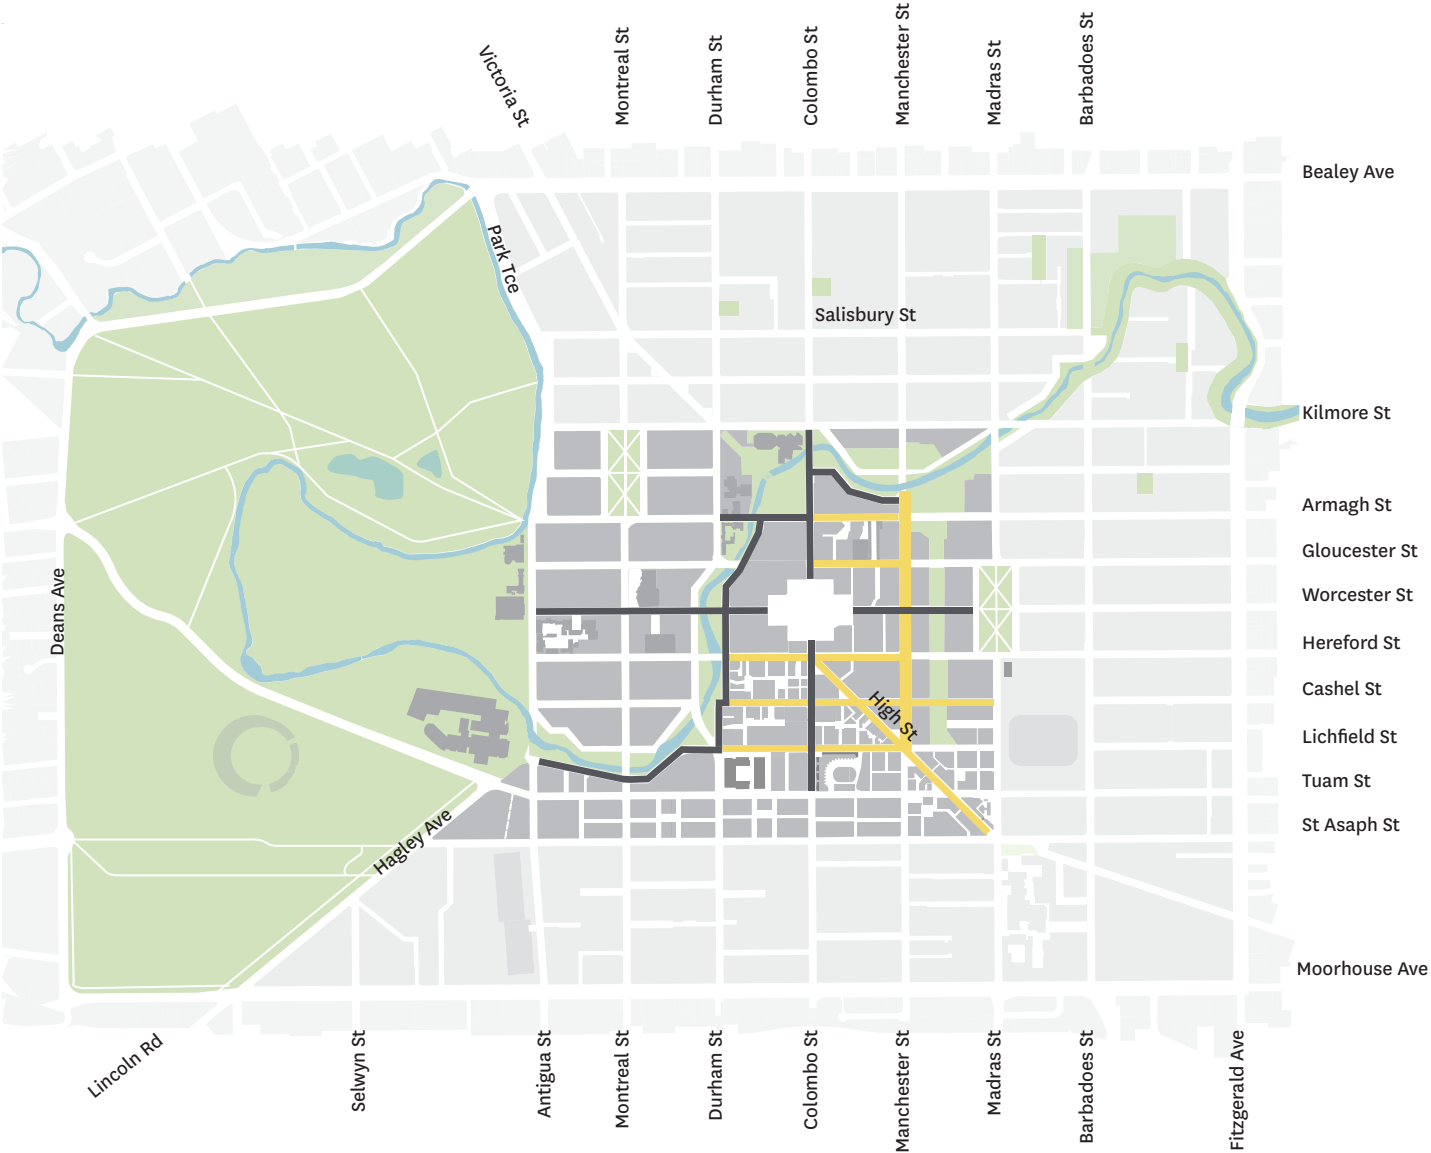 Victoria St
Montreal St
Durham St
Colombo St
Manchester St
Madras St
Barbadoes St
Bealey Ave
Park Tce
Salisbury St
Kilmore St
Armagh St
Gloucester St
Worcester St
Deans Ave
Hereford St
Cashel St
High St
Lichfield St
Tuam St
St Asaph St
Hagley Ave
Moorhouse Ave
Lincoln Rd
Selwyn St
Antigua St
Montreal St
Durham St
Colombo St
Manchester St
Madras St
Barbadoes St
Fitzgerald Ave